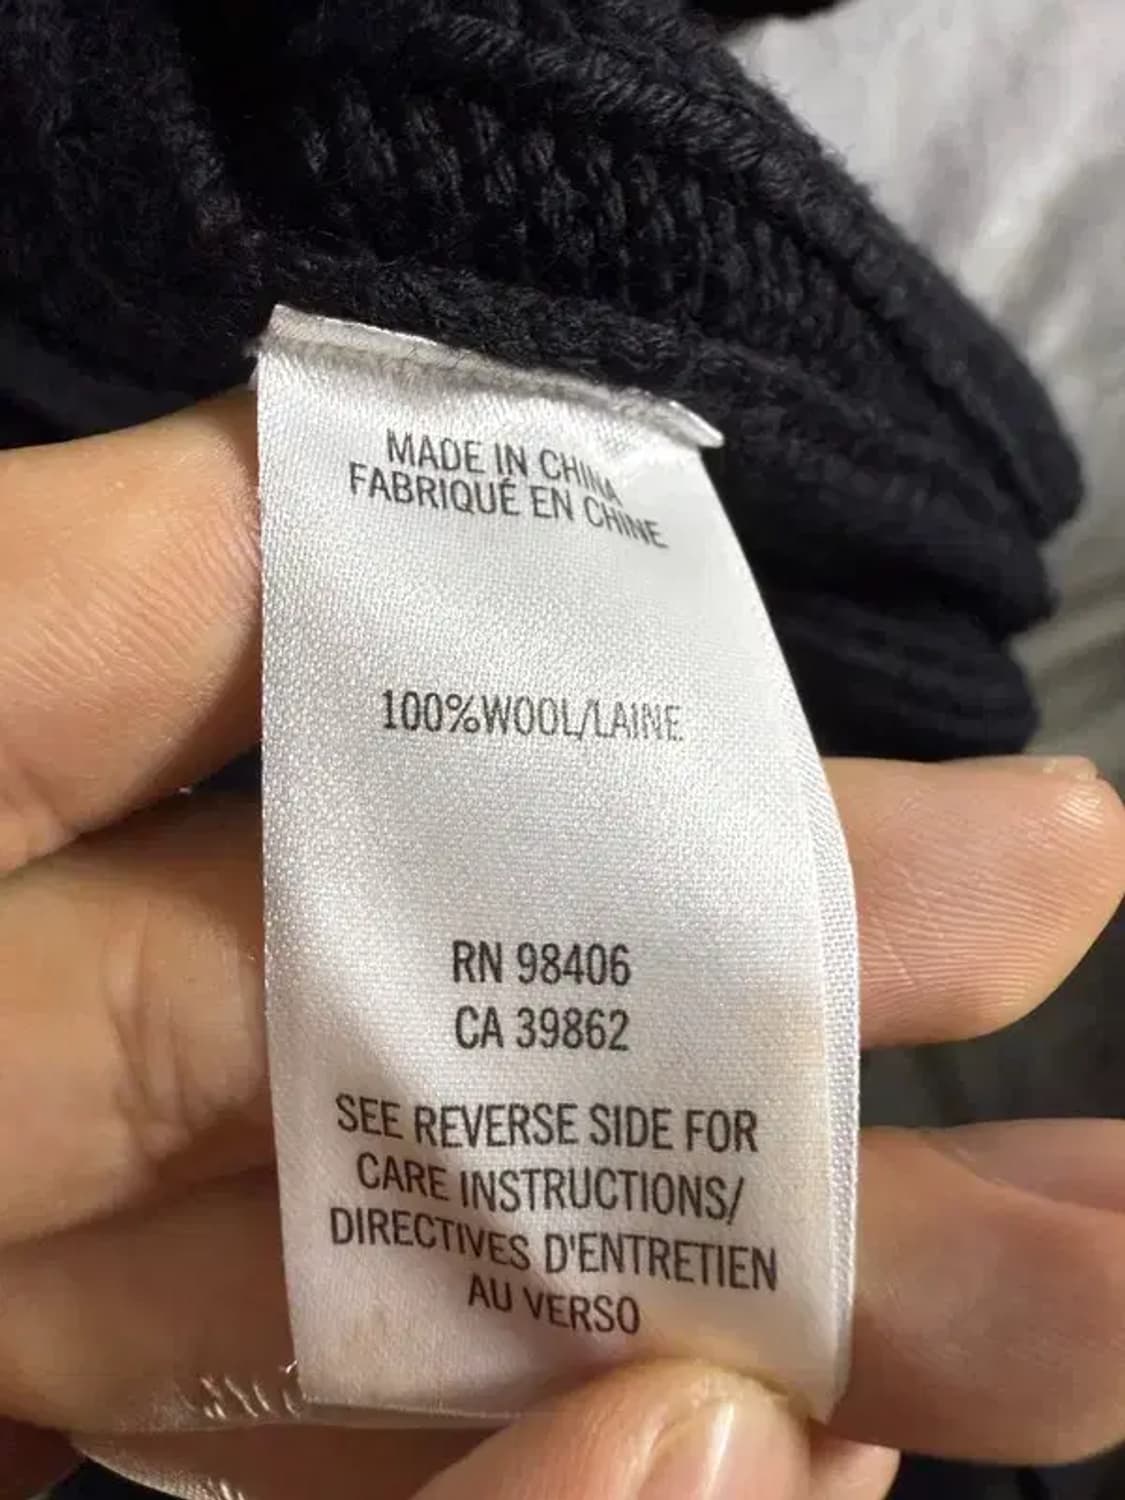 MADE IN CHINA
FABRIQUÉ EN CHINE
100%WOOL/LAINE
RN 98406
CA 39862
SEE REVERSE SIDE FOR
CARE INSTRUCTIONS/
DIRECTIVES D'ENTRETIEN
AU VERSO